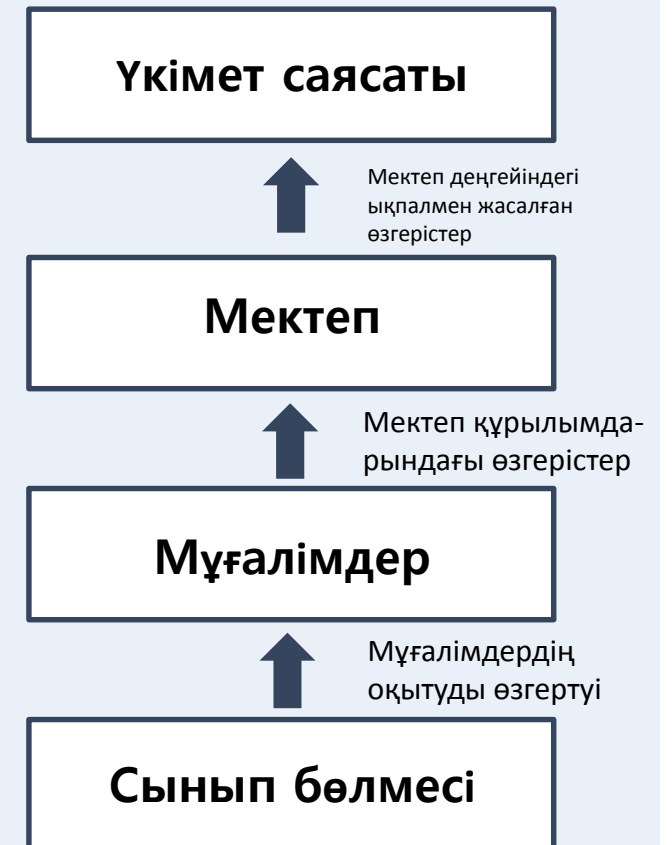 Үкімет саясаты
Мектеп деңгейіндегі
ықпалмен жасалған
өзгерістер
Мектеп
Мектеп құрылымда-
рындағы өзгерістер
Мұғалімдер
Мұғалімдердің
оқытуды өзгертуі
Сынып бөлмесі